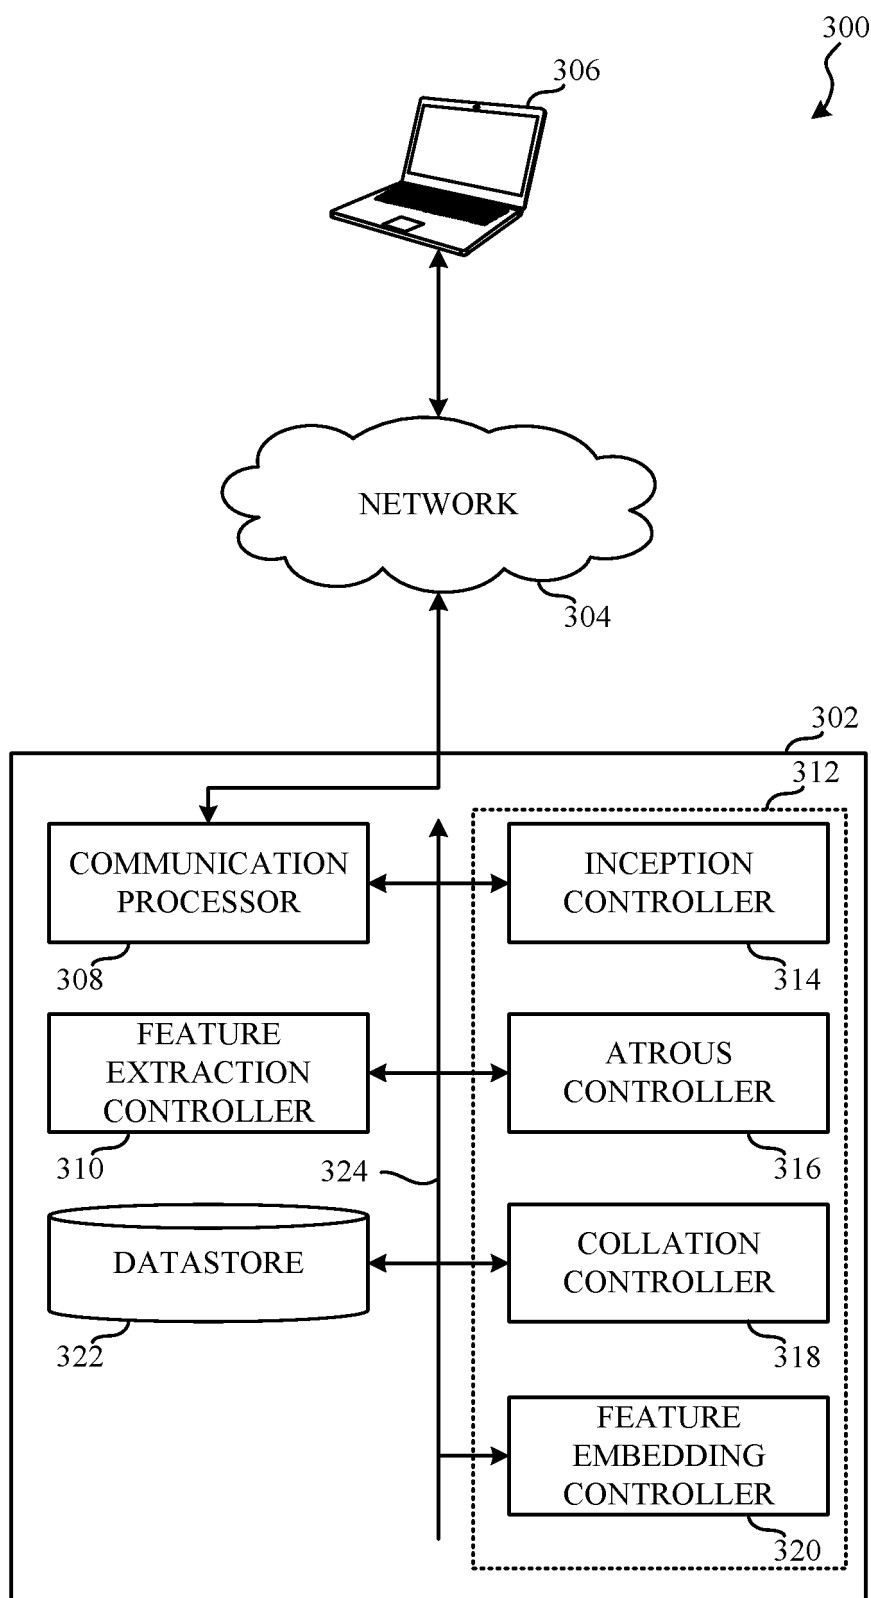 300
306
NETWORK
304
302
312
COMMUNICATION
PROCESSOR
308
INCEPTION
CONTROLLER
314
FEATURE
EXTRACTION
CONTROLLER
310
ATROUS
CONTROLLER
316
324
DATASTORE
322
COLLATION
CONTROLLER
318
FEATURE
EMBEDDING
CONTROLLER
320